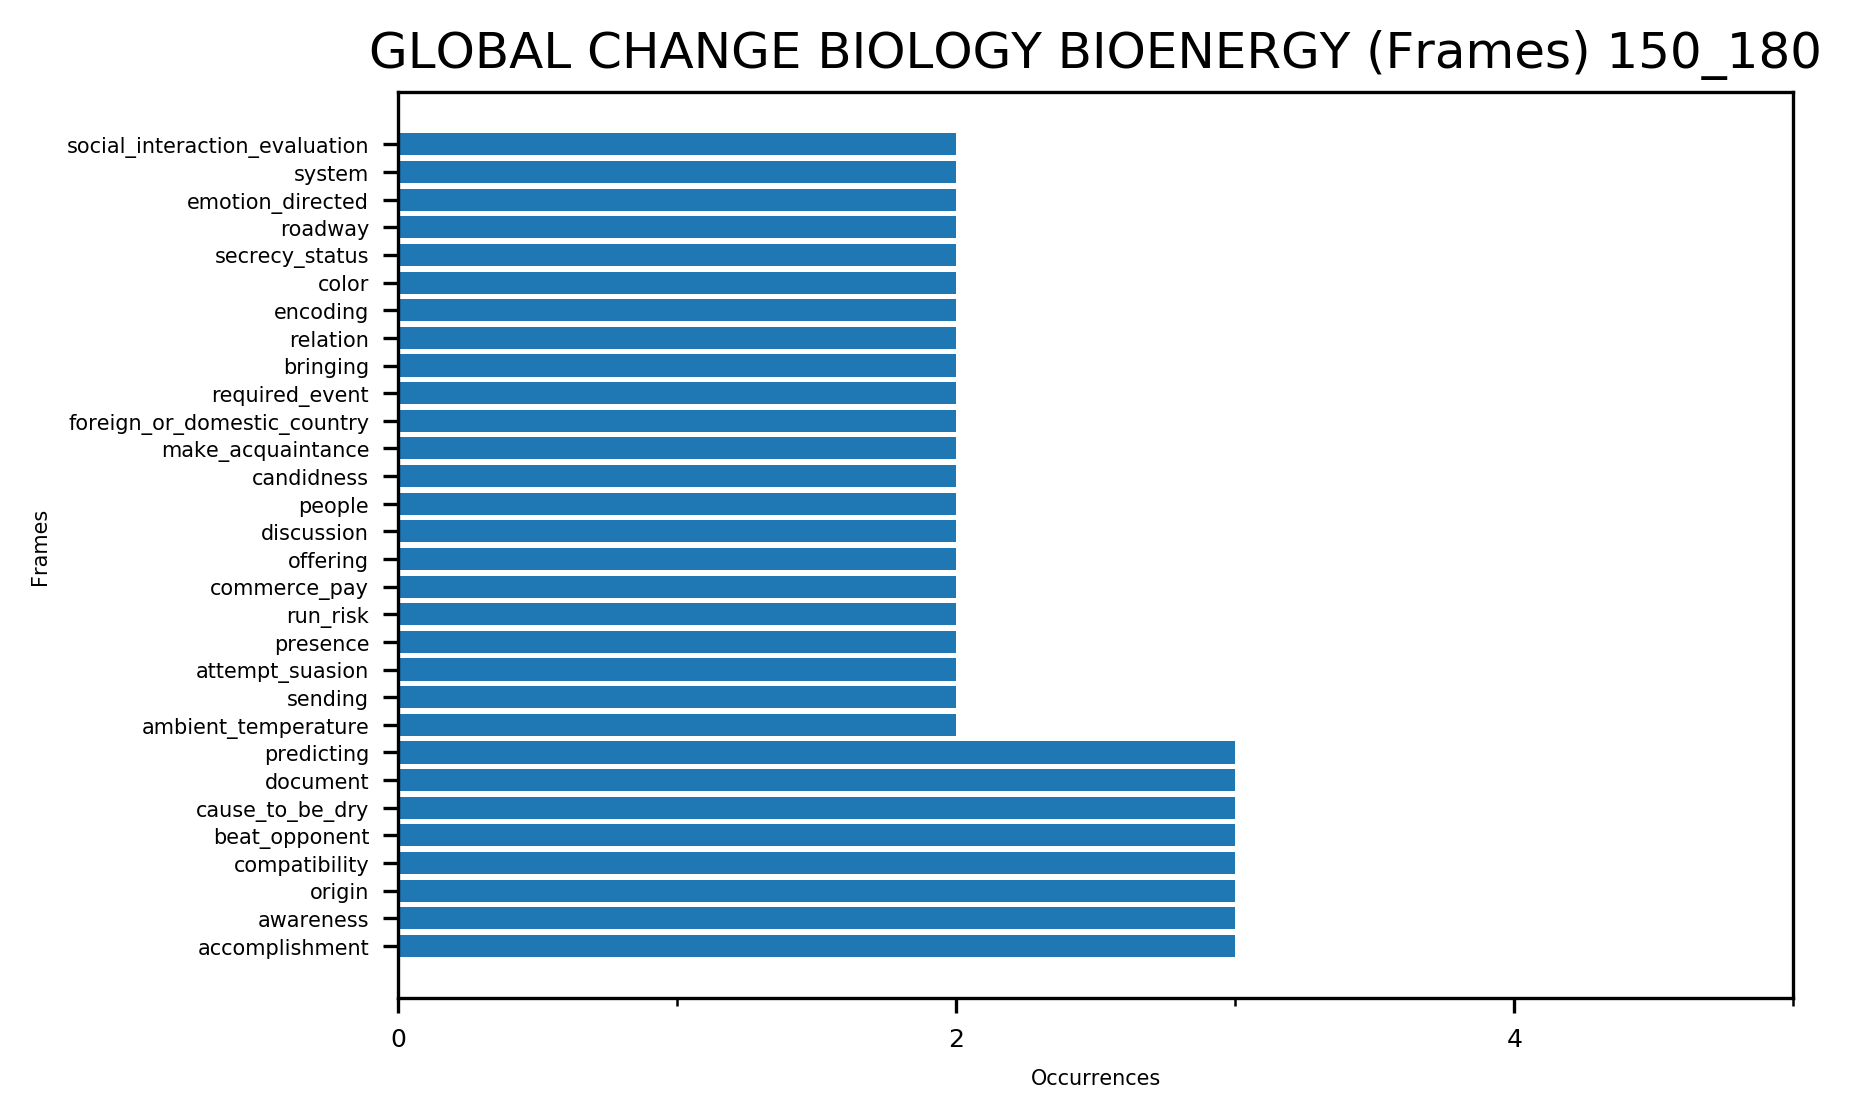 GLOBAL CHANGE BIOLOGY BIOENERGY (Frames) 150_180
social_interaction_evaluation
system
emotion_directed
roadway
secrecy_status
color
encoding
relation
bringing
required_event
foreign_or_domestic_country
make_acquaintance
candidness
people
discussion
offering
commerce_pay
run_risk
presence
attempt_suasion
sending
ambient_temperature
predicting
document
cause_to_be_dry
beat_opponent
compatibility
origin
awareness
accomplishment
Frames
0 2 4
Occurrences